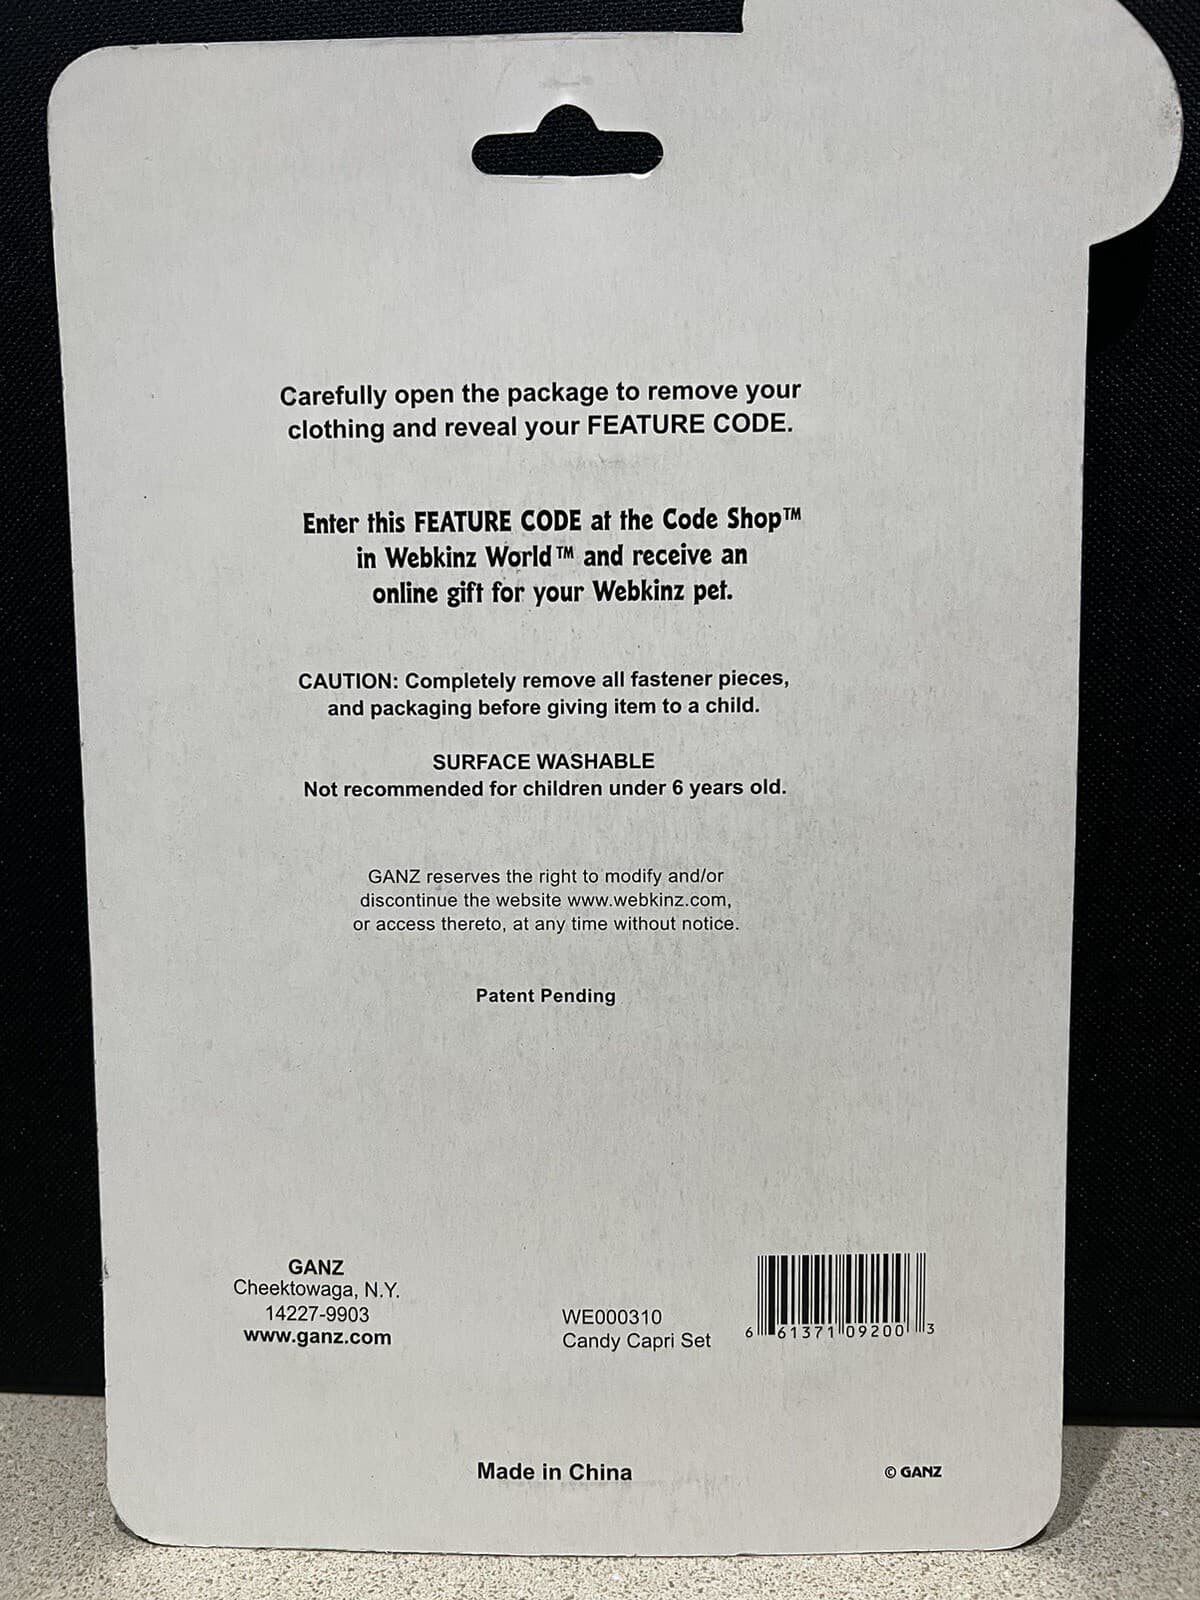 Carefully open the package to remove your
clothing and reveal your FEATURE CODE.
Enter this FEATURE CODE at the Code Shop™
in Webkinz World™ and receive an
online gift for your Webkinz pet.
CAUTION: Completely remove all fastener pieces,
and packaging before giving item to a child.
SURFACE WASHABLE
Not recommended for children under 6 years old.
GANZ reserves the right to modify and/or
discontinue the website www.webkinz.com,
or access thereto, at any time without notice.
Patent Pending
GANZ
Cheektowaga, N.Y.
14227-9903
www.ganz.com
WE000310
Candy Capri Set
6 61371 09200 3
Made in China
© GANZ